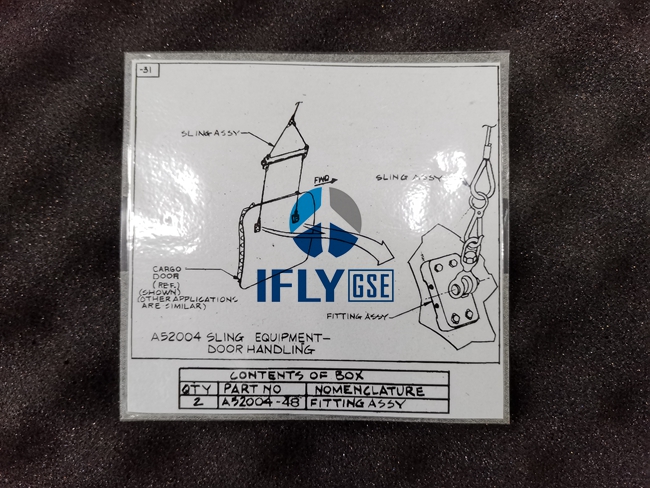 -31
SLING ASSY
FWD
SLING ASSY
CARGO
DOOR
(REF.)
(SHOWN)
(OTHER APPLICATIONS
ARE SIMILAR)
IFLY GSE
FITTING ASSY
A52004 SLING EQUIPMENT-
DOOR HANDLING
CONTENTS OF BOX
QTY PART NO NOMENCLATURE
2 A52004-48 FITTING ASSY